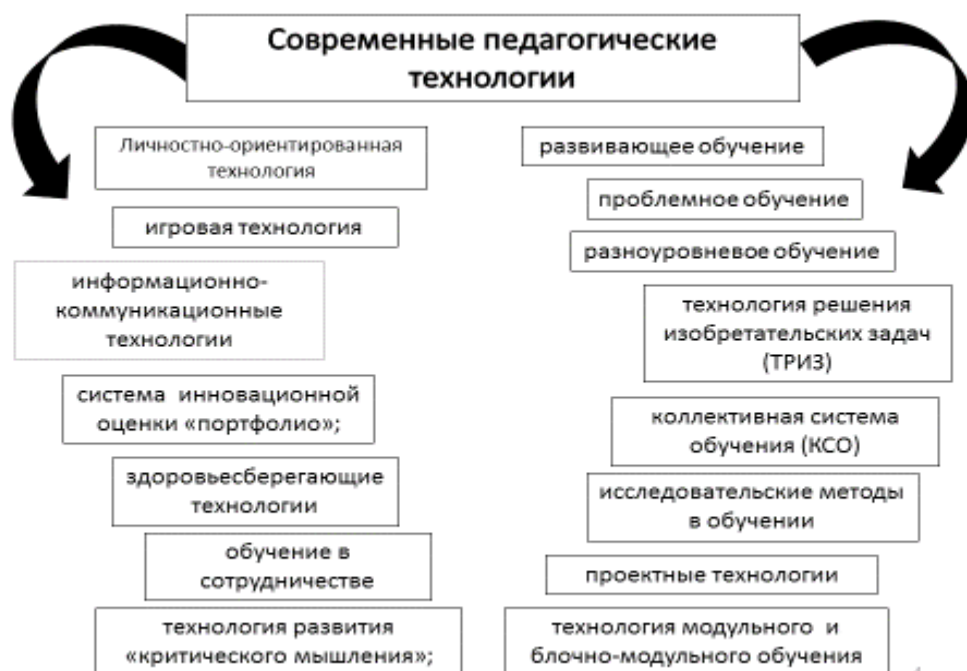 Современные педагогические
технологии
Личностно-ориентированная
технология
игровая технология
информационно-
коммуникационные
технологии
система инновационной
оценки «портфолио»;
здоровьесберегающие
технологии
обучение в
сотрудничестве
технология развития
«критического мышления»;
развивающее обучение
проблемное обучение
разноуровневое обучение
технология решения
изобретательских задач
(ТРИЗ)
коллективная система
обучения (КСО)
исследовательские методы
в обучении
проектные технологии
технология модульного и
блочно-модульного обучения